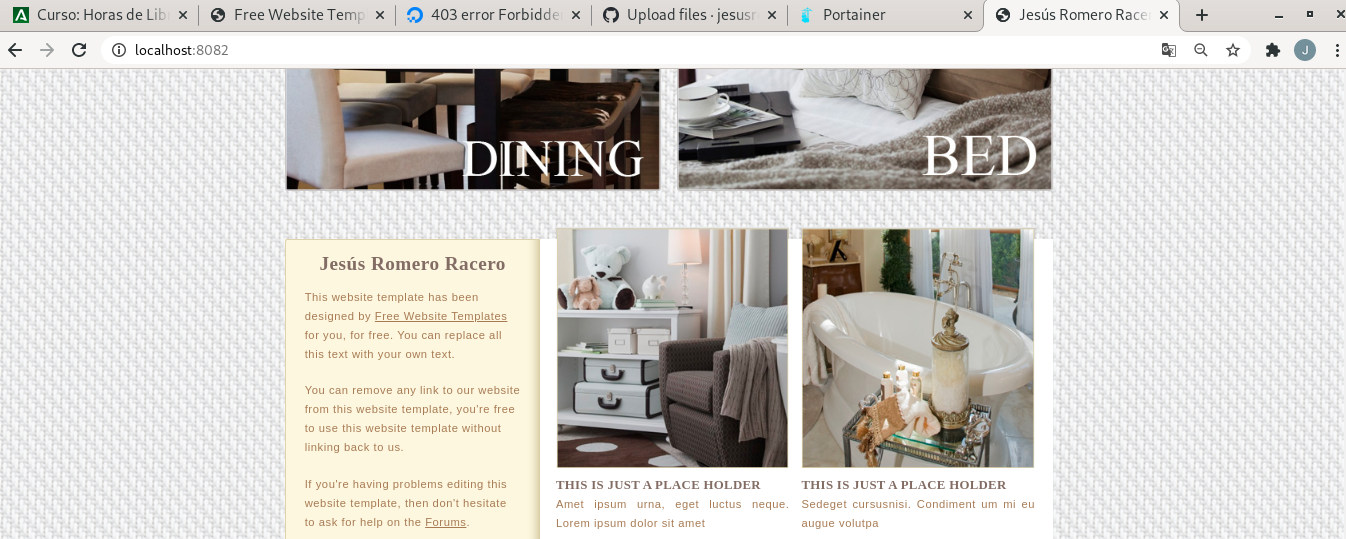 Curso: Horas de Lib
Free Website Temp
403 error Forbidde
Upload files · jesusr
Portainer
Jesús Romero Race
localhost:8082
J
DINING
BED
Jesús Romero Racero
This website template has been
designed by Free Website Templates
for you, for free. You can replace all
this text with your own text.
You can remove any link to our website
from this website template, you're free
to use this website template without
linking back to us.
If you're having problems editing this
website template, then don't hesitate
to ask for help on the Forums.
THIS IS JUST A PLACE HOLDER
Amet ipsum urna, eget luctus neque.
Lorem ipsum dolor sit amet
THIS IS JUST A PLACE HOLDER
Sedeget cursusnisi. Condiment um mi eu
augue volutpa